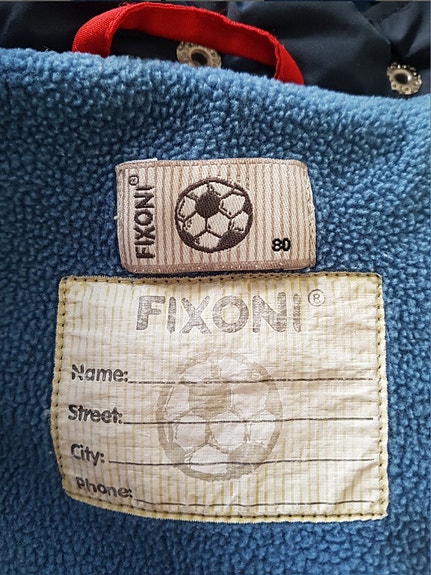 FIXONI®
80
FIXONI®
Name:
Street:
City:
Phone: